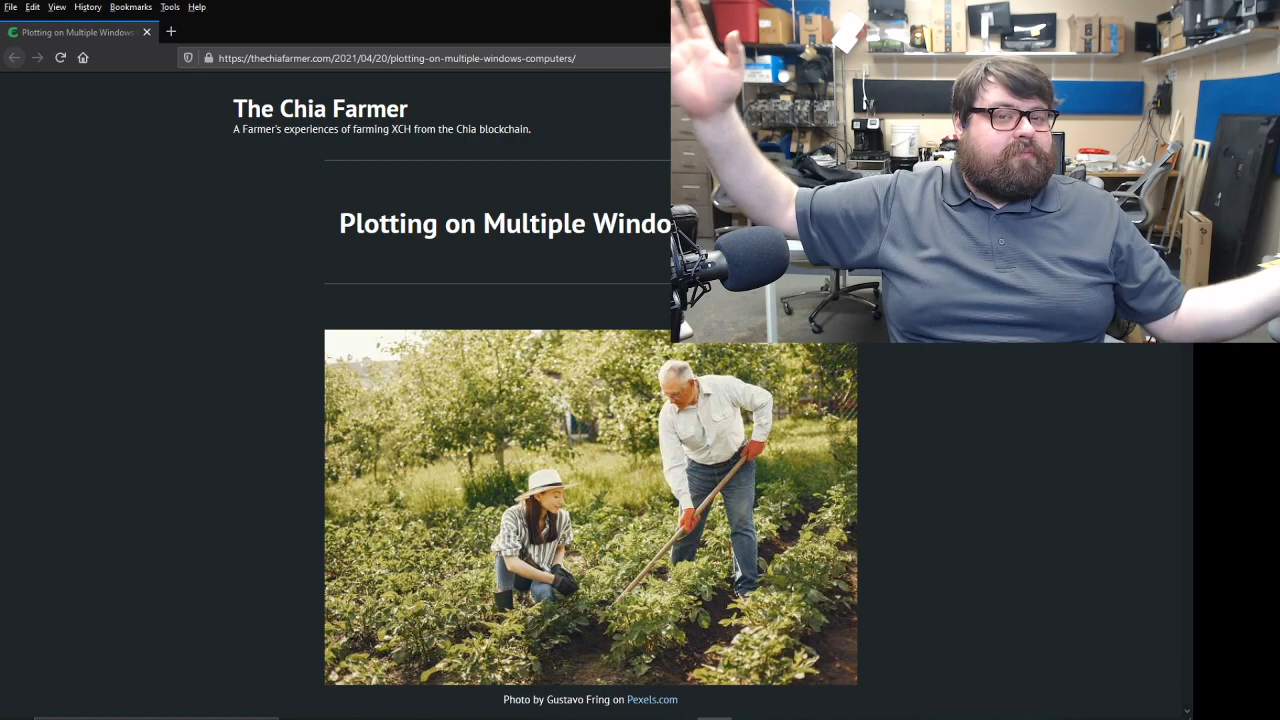 File Edit View History Bookmarks Tools Help
Plotting on Multiple Windows
https://thechiafarmer.com/2021/04/20/plotting-on-multiple-windows-computers/
The Chia Farmer
A Farmer's experiences of farming XCH from the Chia blockchain.
Plotting on Multiple Windo
Photo by Gustavo Fring on Pexels.com